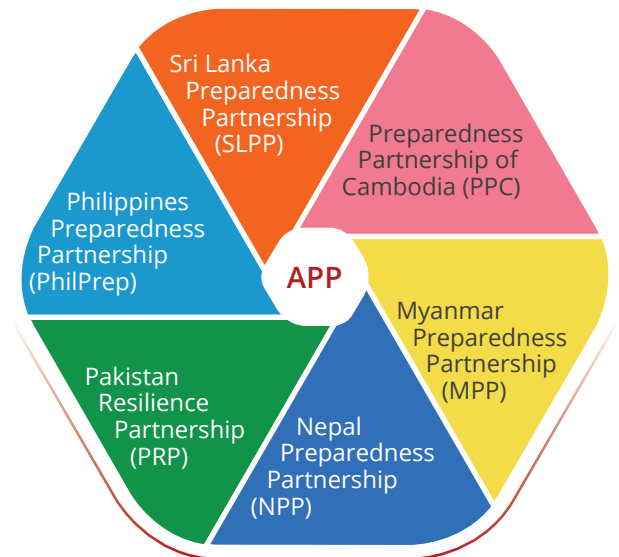 Sri Lanka
Preparedness
Partnership
(SLPP)
Preparedness
Partnership of
Cambodia (PPC)
Philippines
Preparedness
Partnership
(PhilPrep)
APP
Myanmar
Preparedness
Partnership
(MPP)
Pakistan
Resilience
Partnership
(PRP)
Nepal
Preparedness
Partnership
(NPP)